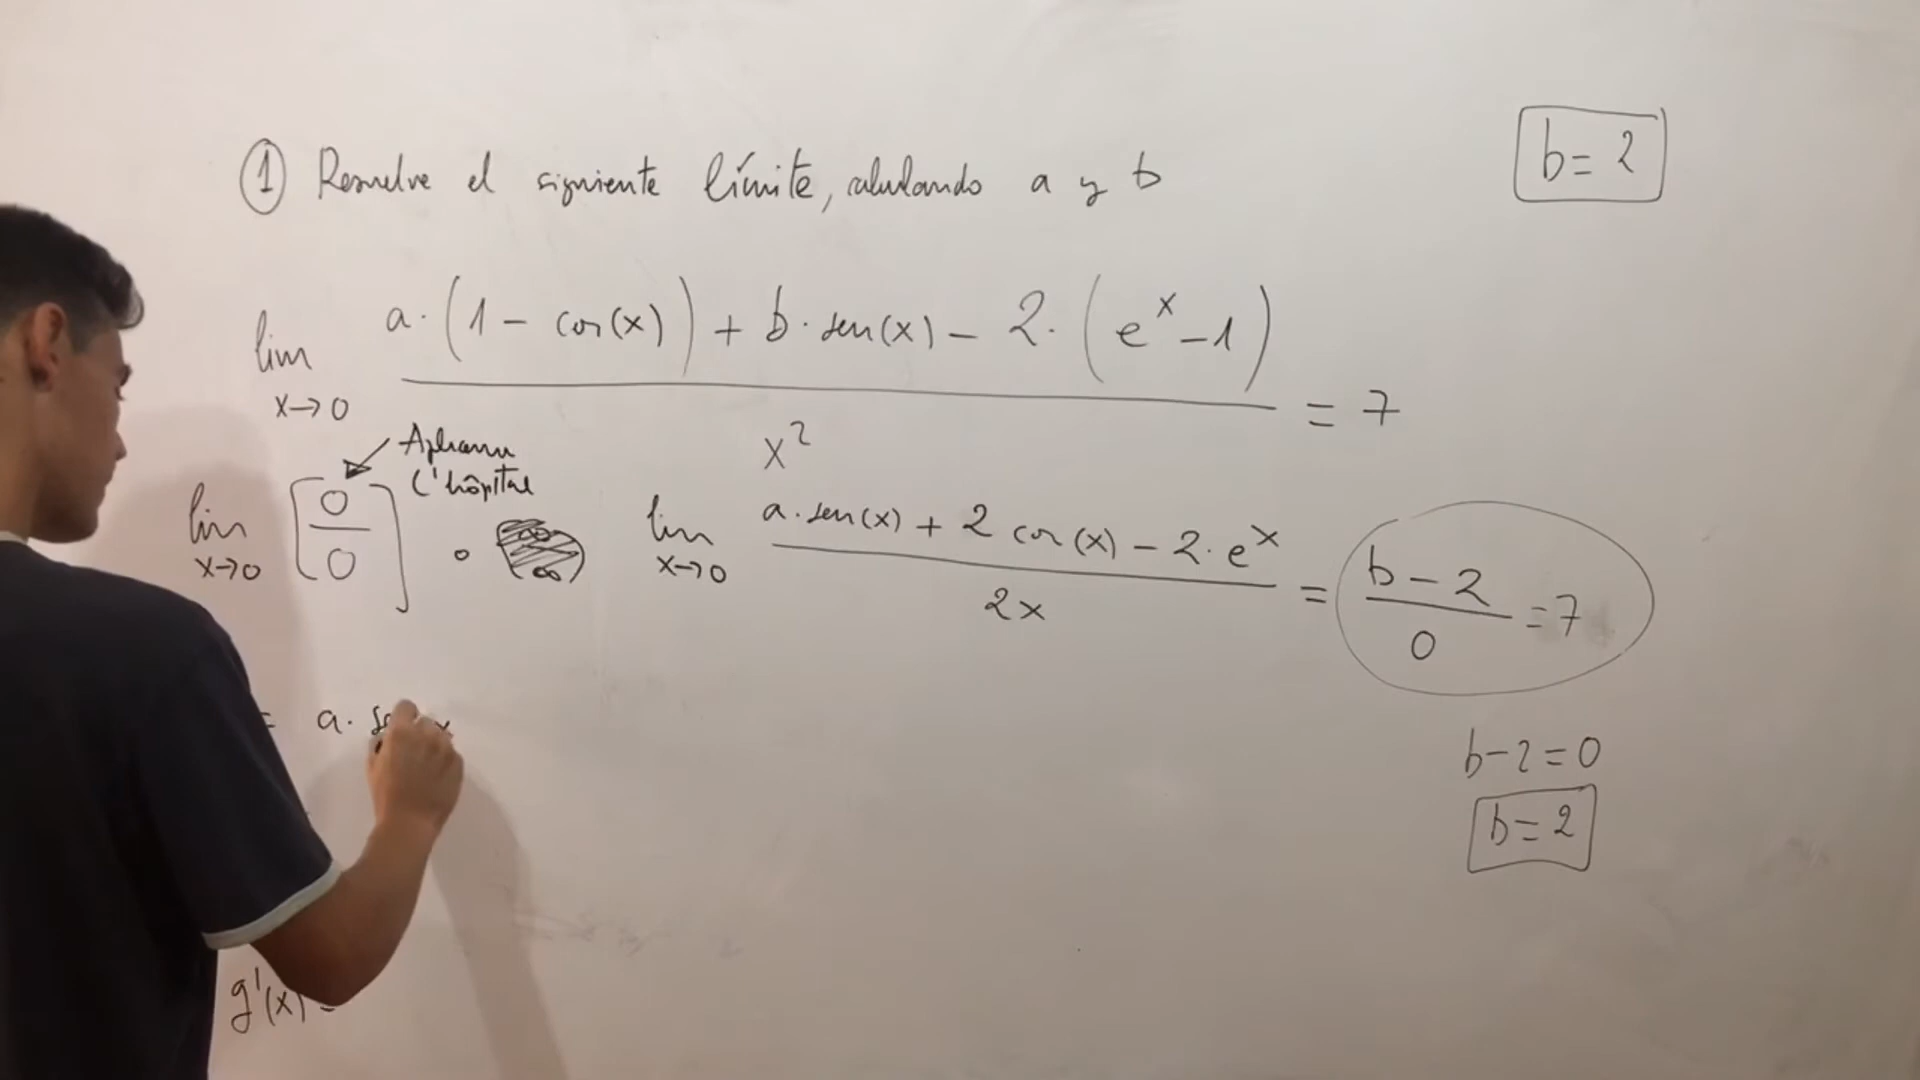 ① Resuelve el siguiente límite, calculando a y b
b = 2
lim x→0 (a·(1 - cos(x)) + b·sen(x) - 2·(e^x - 1)) / x^2 = 7
Aplicamos L'hôpital
lim x→0 [0/0]
lim x→0 (a·sen(x) + 2 cos(x) - 2·e^x) / 2x = (b - 2)/0 = 7
= a·
b - 2 = 0
b = 2
g'(x) =